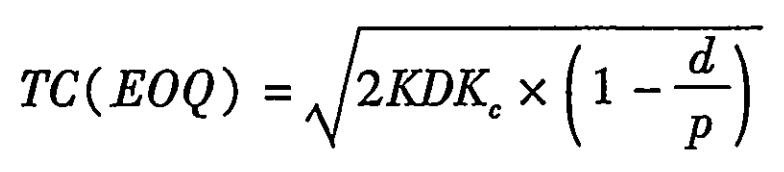 TC(EOQ) = √(2KDK_c × (1 − d/p))